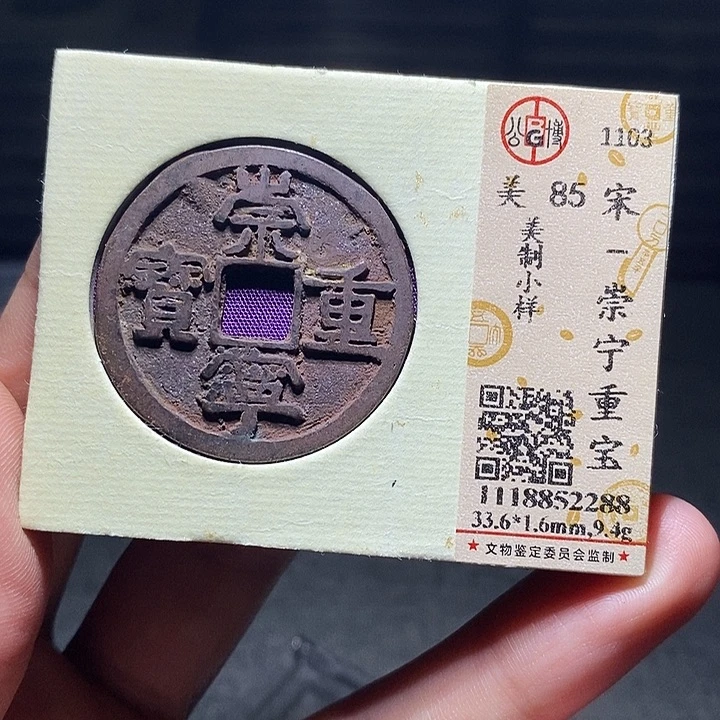 崇
重
寧
寶
公博
BG
1103
美 85
美制小样
宋一崇宁重宝
1118852288
33.6*1.6mm,9.4g
★文物鉴定委员会监制★